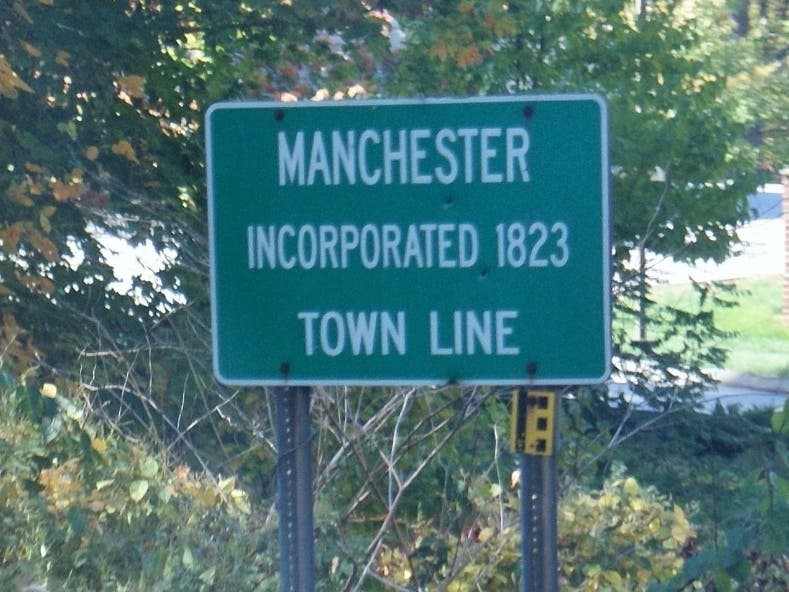 MANCHESTER
INCORPORATED 1823
TOWN LINE